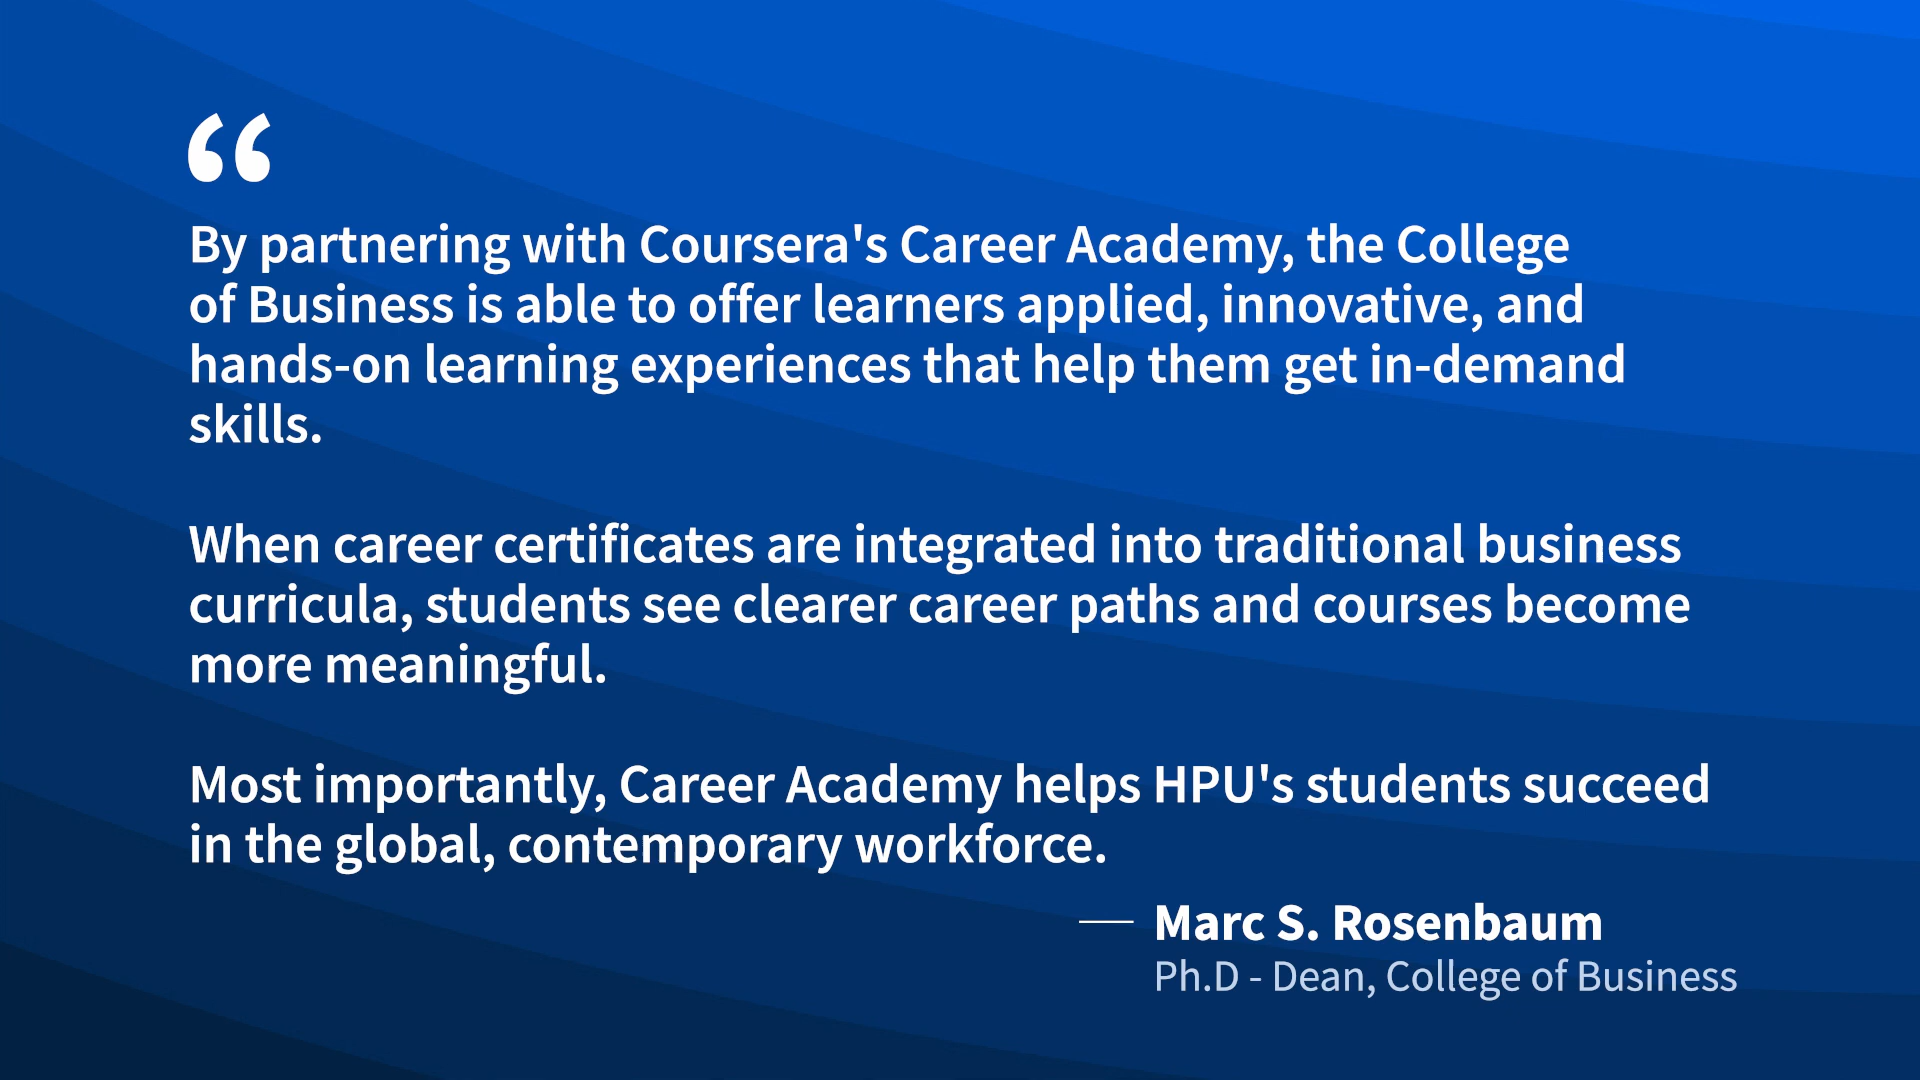 “
By partnering with Coursera's Career Academy, the College
of Business is able to offer learners applied, innovative, and
hands-on learning experiences that help them get in-demand
skills.
When career certificates are integrated into traditional business
curricula, students see clearer career paths and courses become
more meaningful.
Most importantly, Career Academy helps HPU's students succeed
in the global, contemporary workforce.
— Marc S. Rosenbaum
Ph.D - Dean, College of Business